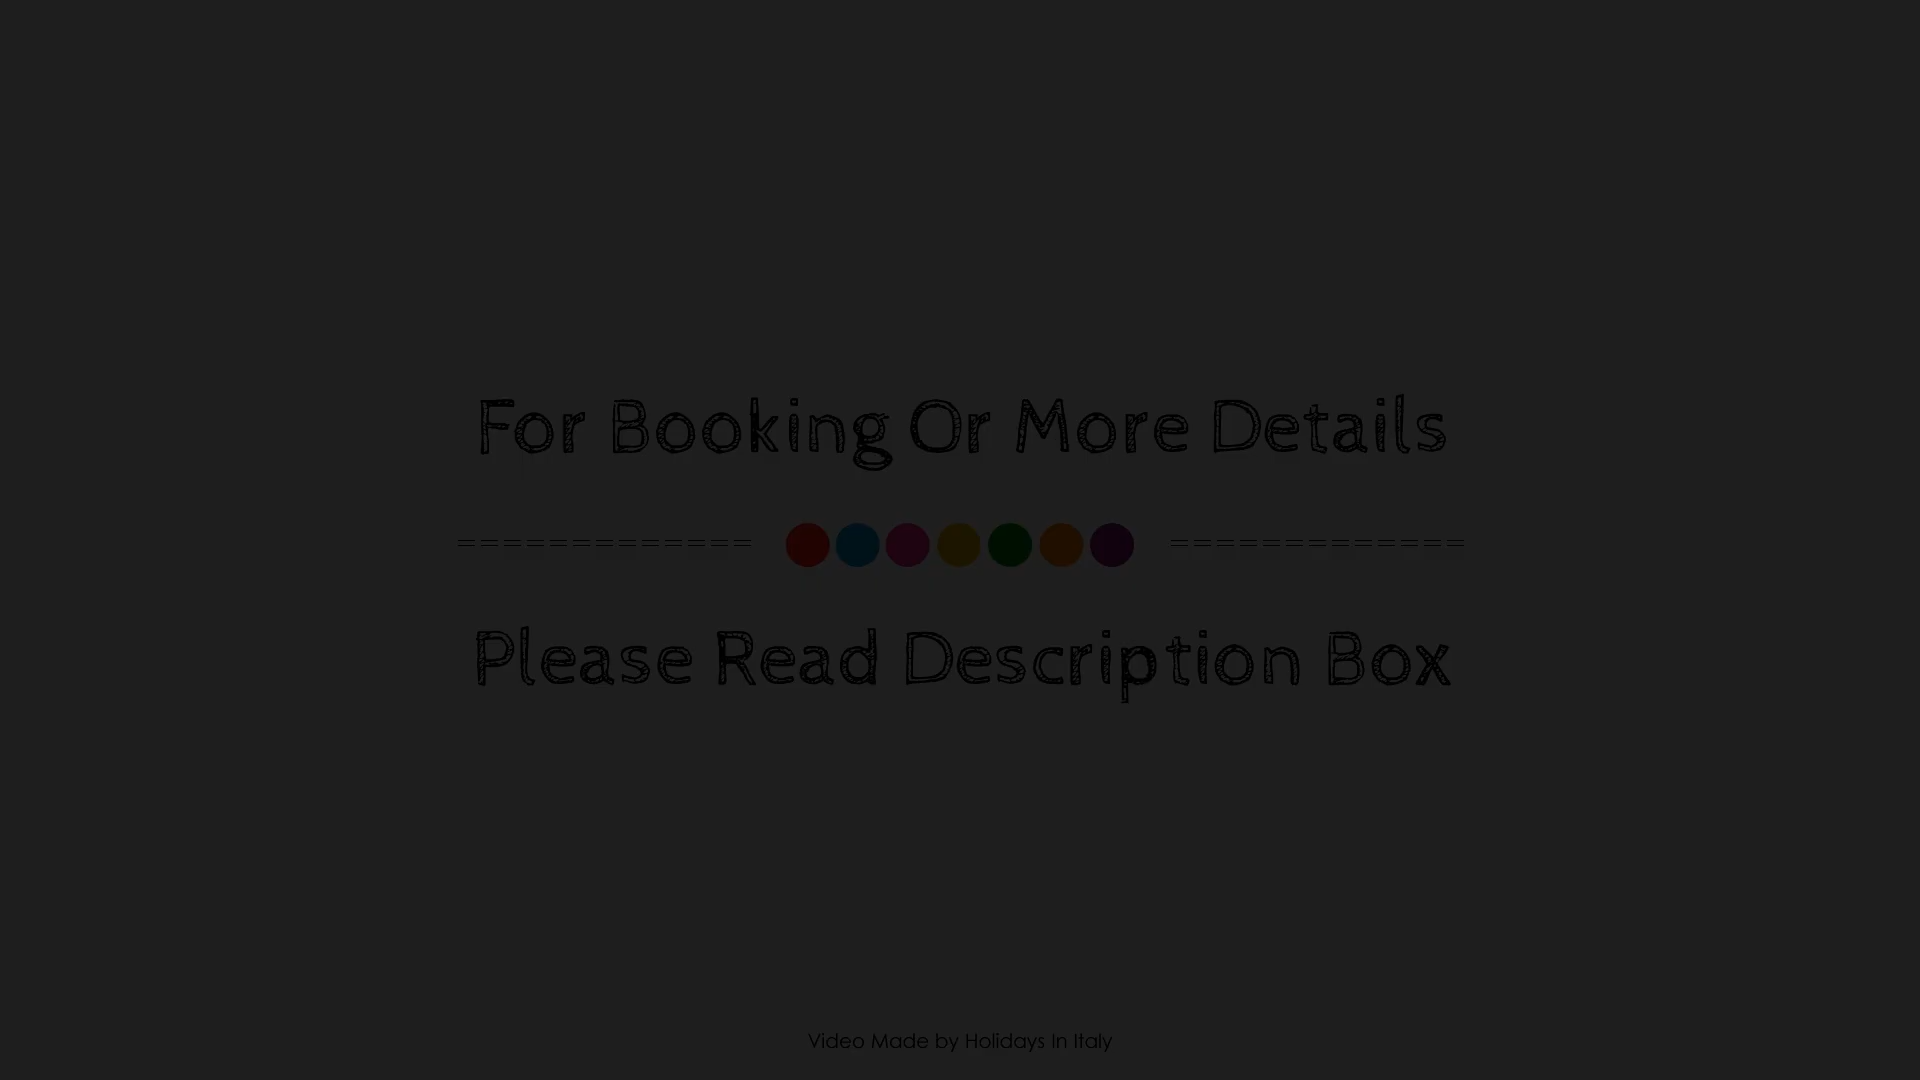 For Booking Or More Details
============= =============
Please Read Description Box
Video Made by Holidays In Italy